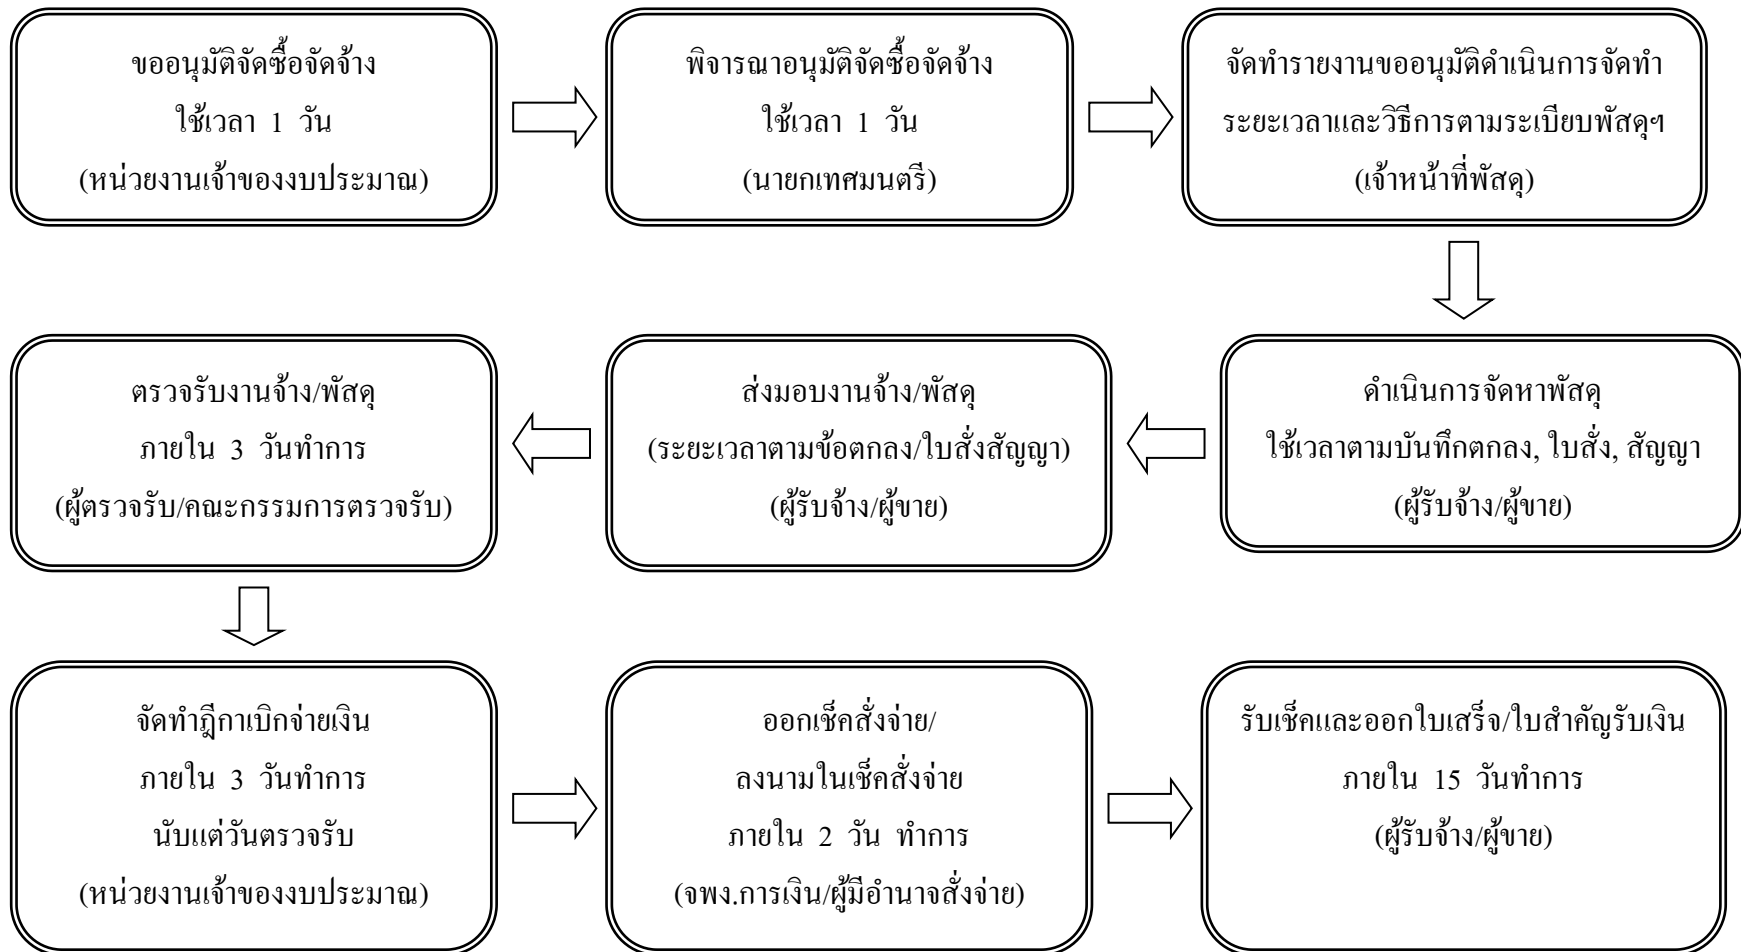 ขออนุมัติจัดซื้อจัดจ้าง
ใช้เวลา 1 วัน
(หน่วยงานเจ้าของงบประมาณ)
พิจารณาอนุมัติจัดซื้อจัดจ้าง
ใช้เวลา 1 วัน
(นายกเทศมนตรี)
จัดทำรายงานขออนุมัติดำเนินการจัดทำ
ระยะเวลาและวิธีการตามระเบียบพัสดุฯ
(เจ้าหน้าที่พัสดุ)
ดำเนินการจัดหาพัสดุ
ใช้เวลาตามบันทึกตกลง, ใบสั่ง, สัญญา
(ผู้รับจ้าง/ผู้ขาย)
ส่งมอบงานจ้าง/พัสดุ
(ระยะเวลาตามข้อตกลง/ใบสั่งสัญญา)
(ผู้รับจ้าง/ผู้ขาย)
ตรวจรับงานจ้าง/พัสดุ
ภายใน 3 วันทำการ
(ผู้ตรวจรับ/คณะกรรมการตรวจรับ)
จัดทำฎีกาเบิกจ่ายเงิน
ภายใน 3 วันทำการ
นับแต่วันตรวจรับ
(หน่วยงานเจ้าของงบประมาณ)
ออกเช็คสั่งจ่าย/
ลงนามในเช็คสั่งจ่าย
ภายใน 2 วัน ทำการ
(จพง.การเงิน/ผู้มีอำนาจสั่งจ่าย)
รับเช็คและออกใบเสร็จ/ใบสำคัญรับเงิน
ภายใน 15 วันทำการ
(ผู้รับจ้าง/ผู้ขาย)